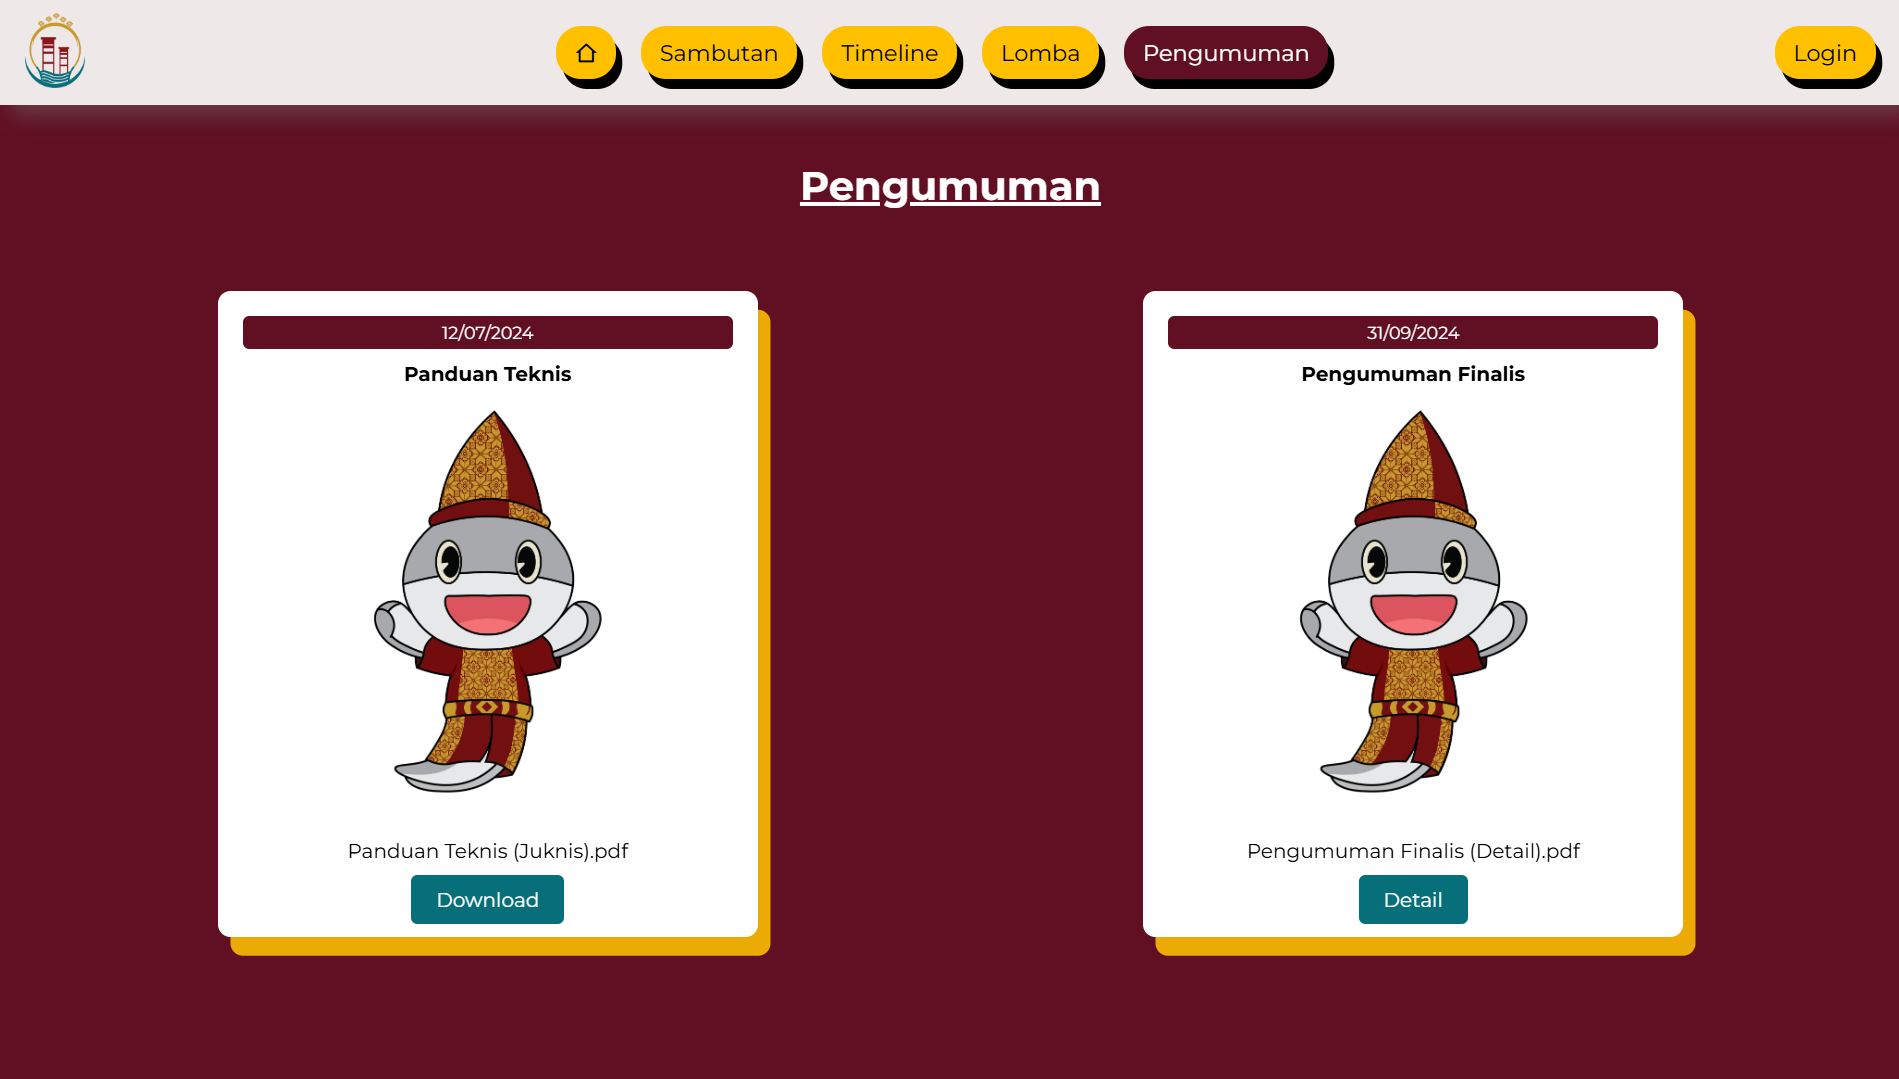 Sambutan
Timeline
Lomba
Pengumuman
Login
Pengumuman
12/07/2024
Panduan Teknis
Panduan Teknis (Juknis).pdf
Download
31/09/2024
Pengumuman Finalis
Pengumuman Finalis (Detail).pdf
Detail